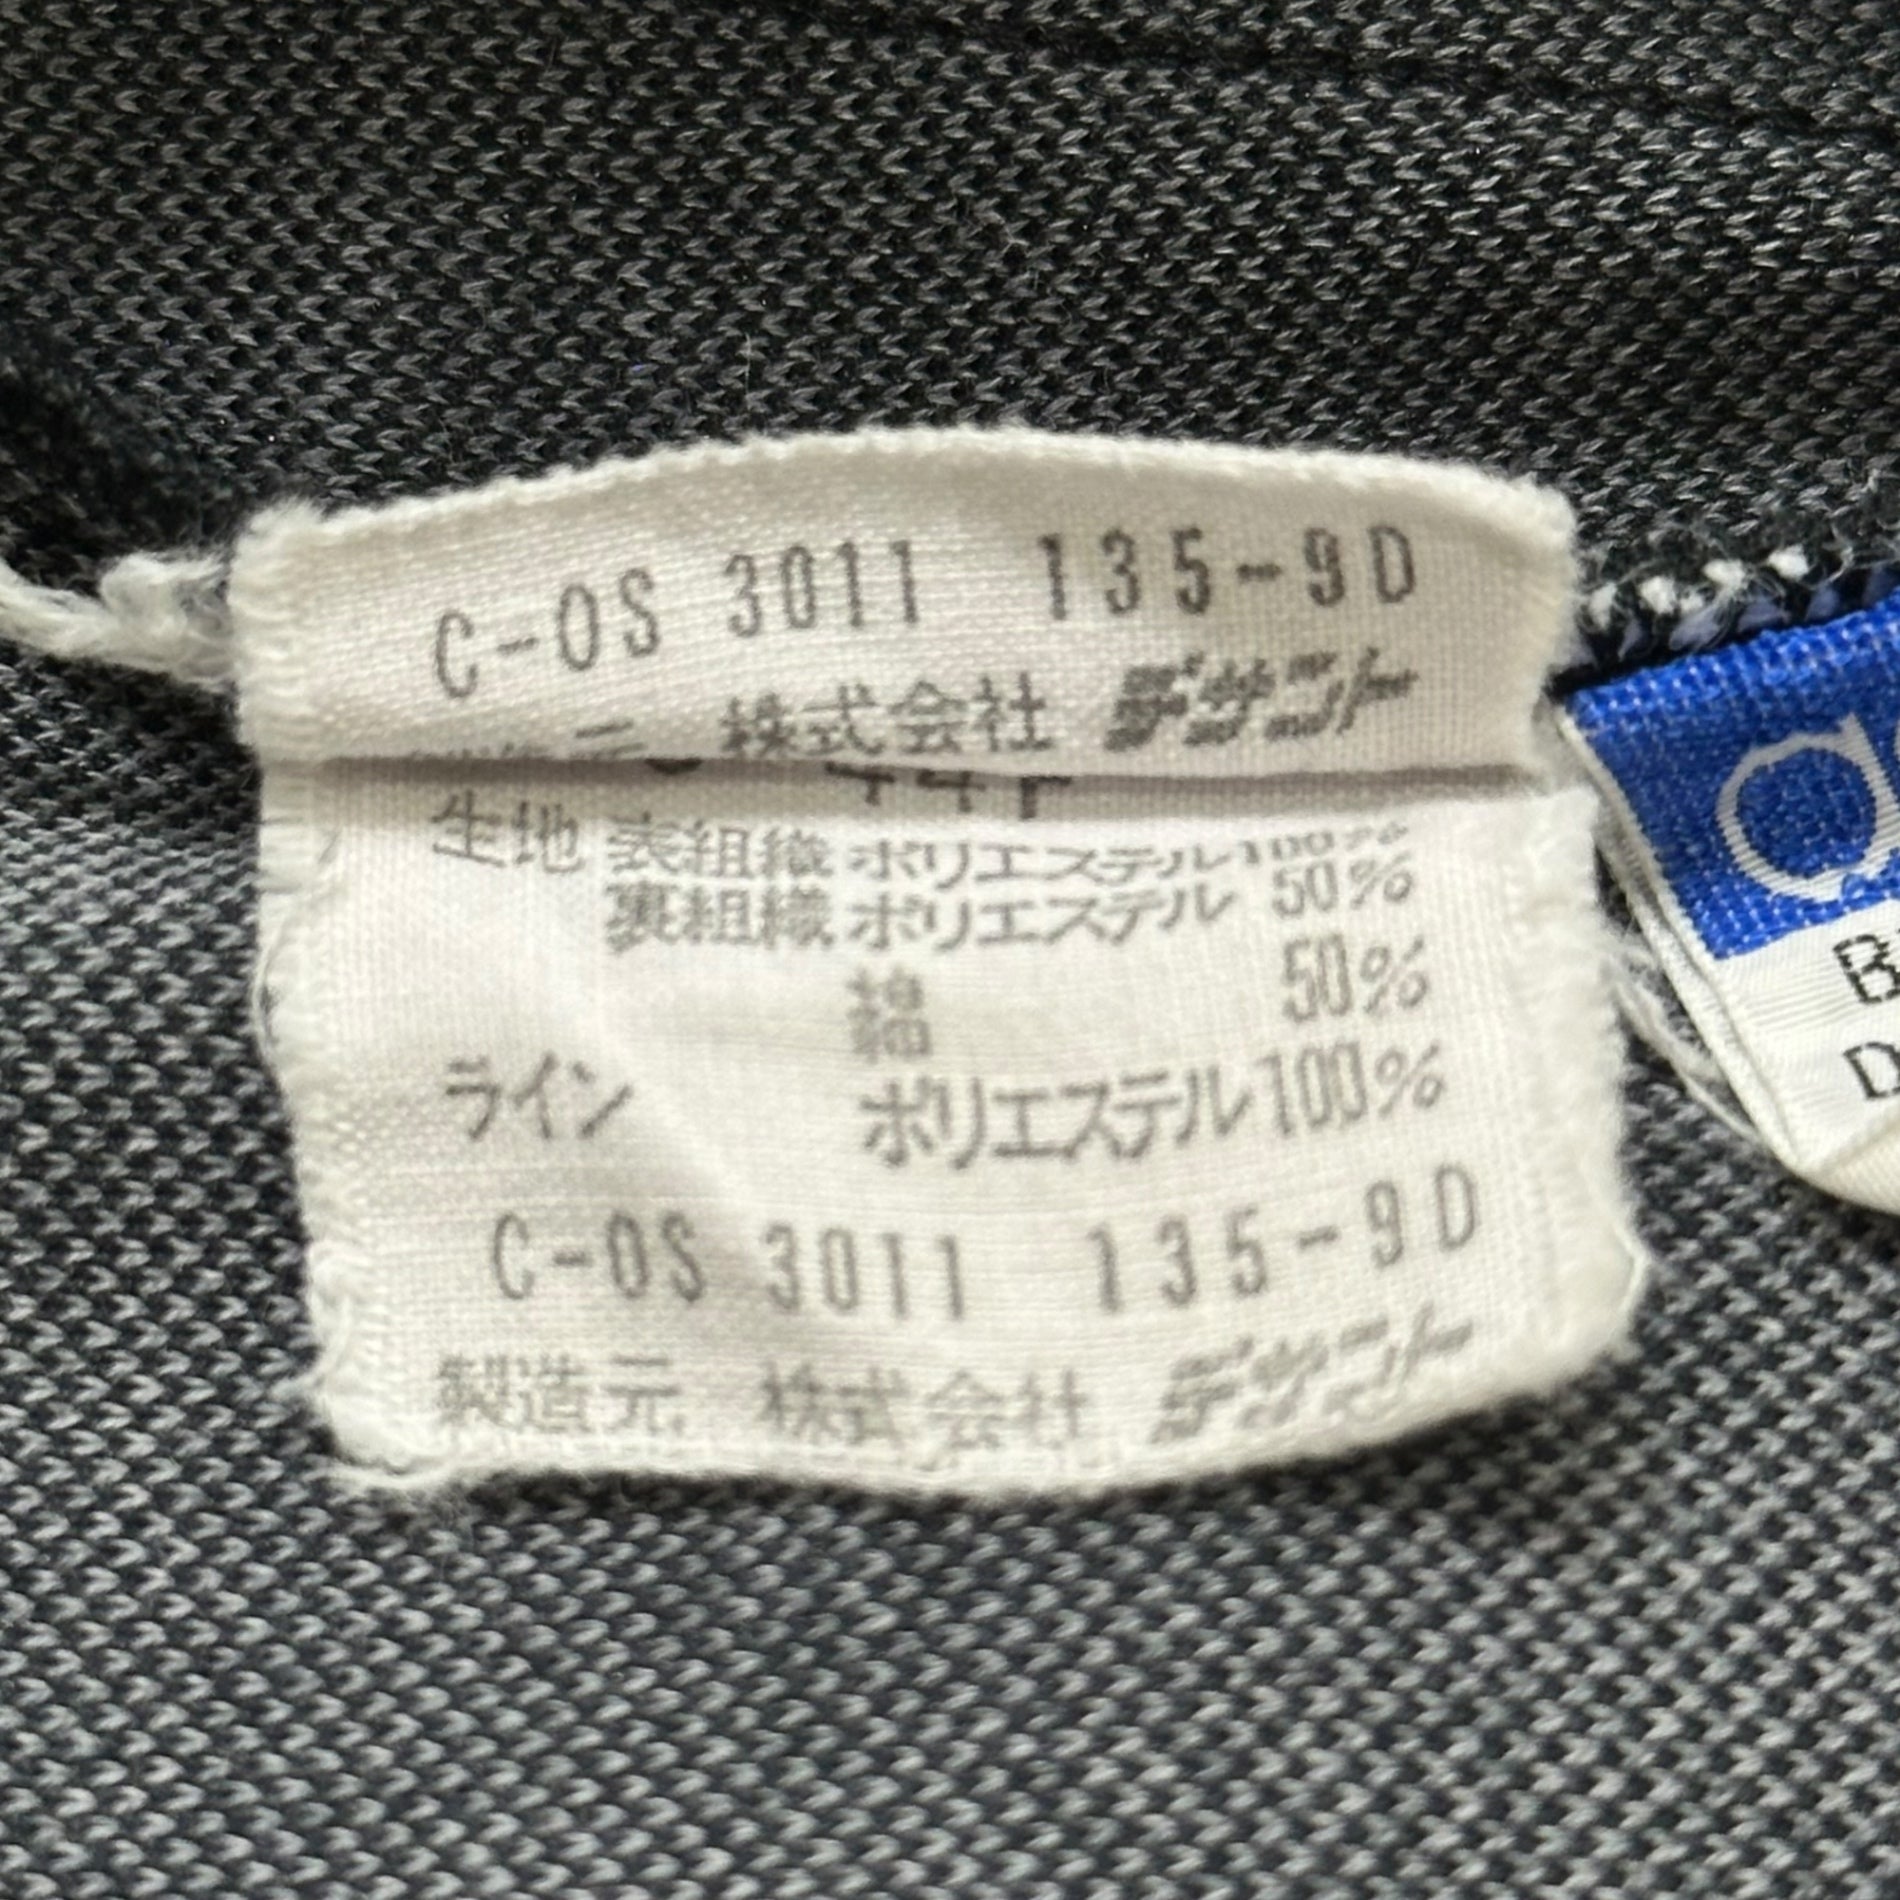 C-OS 3011 135-9D
株式会社 デサント
生地 表組織 ポリエステル100%
裏組織 ポリエステル 50%
綿 50%
ライン ポリエステル100%
C-OS 3011 135-9D
製造元 株式会社 デサント